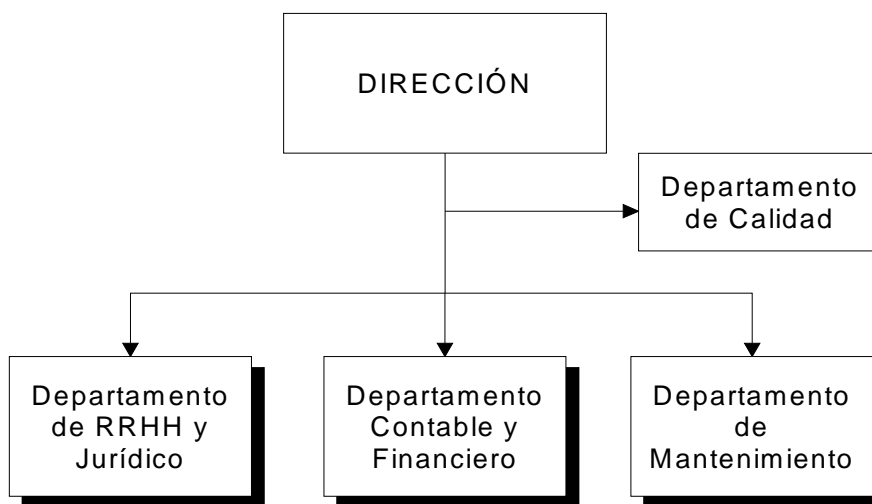 DIRECCIÓN
Departamento
de Calidad
Departamento
de RRHH y
Jurídico
Departamento
Contable y
Financiero
Departamento
de
Mantenimiento